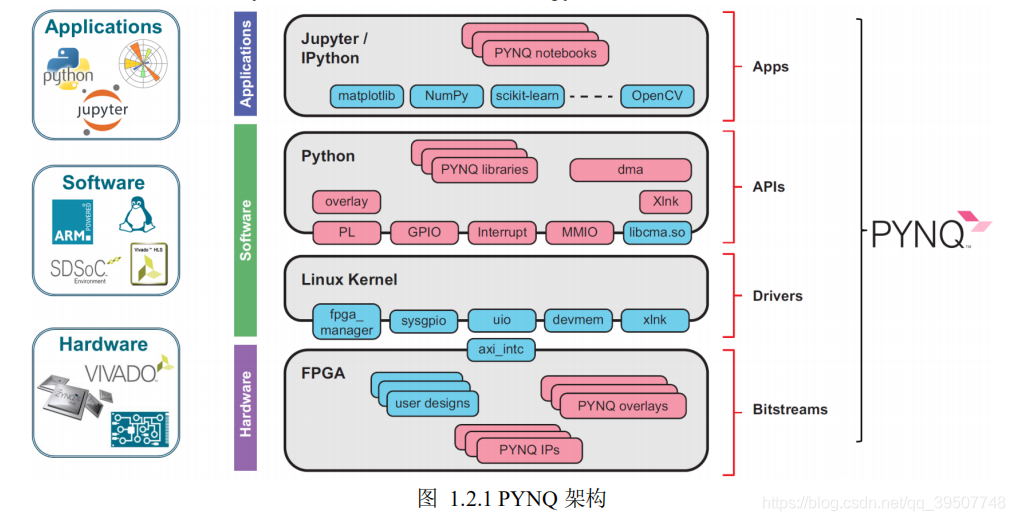 Applications
python
jupyter
Software
ARM
POWERED
SDSoC
Environment
Vivado™ HLS
Hardware
VIVADO
ZYNQ
Applications
Software
Hardware
Jupyter /
IPython
PYNQ notebooks
matplotlib
NumPy
scikit-learn
OpenCV
Apps
Python
PYNQ libraries
dma
overlay
Xlnk
PL
GPIO
Interrupt
MMIO
libcma.so
APIs
Linux Kernel
fpga_
manager
sysgpio
uio
devmem
xlnk
Drivers
axi_intc
FPGA
user designs
PYNQ overlays
PYNQ IPs
Bitstreams
PYNQ™
图 1.2.1 PYNQ 架构
https://blog.csdn.net/qq_39507748